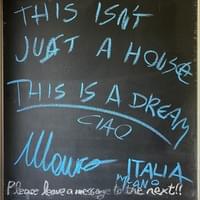 THIS ISN'T
JUST A HOUSE
THIS IS A DREAM
CIAO
Mauro ITALIA
MILANO
Please leave a message to the next!!